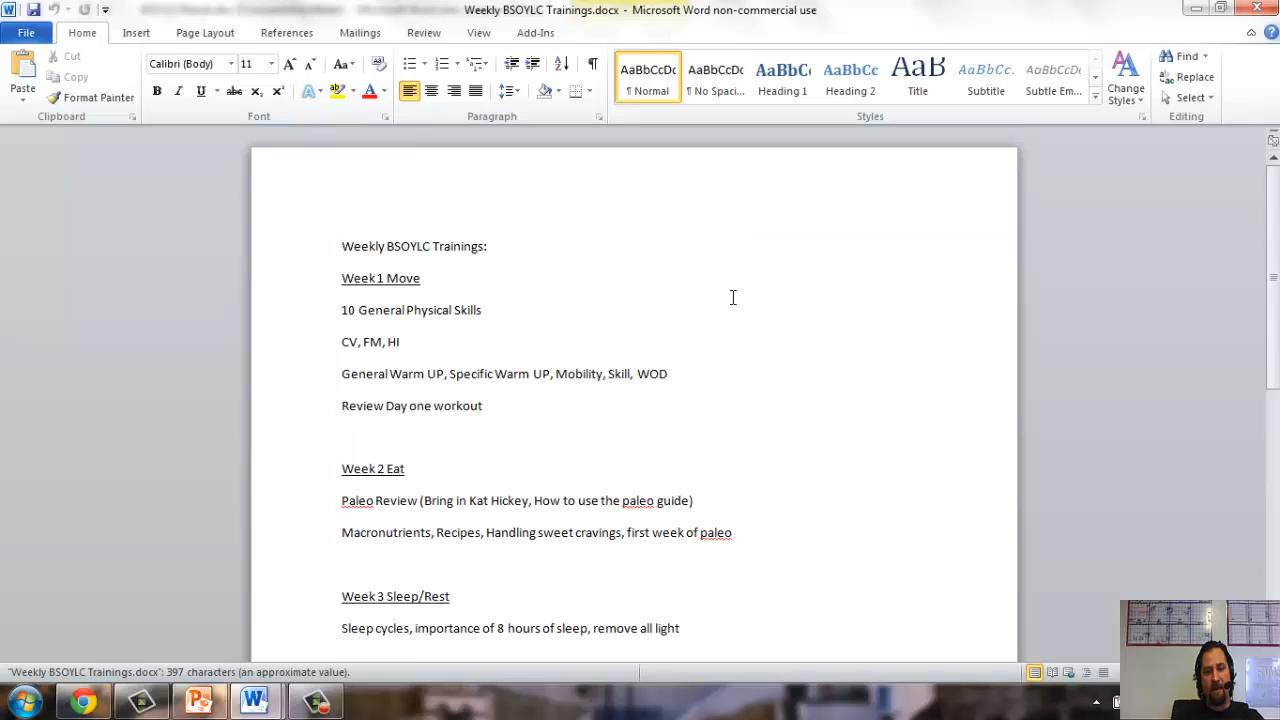 Weekly BSOYLC Trainings.docx - Microsoft Word non-commercial use
File Home Insert Page Layout References Mailings Review View Add-Ins
Paste
Cut
Copy
Format Painter
Clipboard
Calibri (Body) 11
Font
Paragraph
AaBbCcDc AaBbCcDc AaBbC AaBbCc AaB AaBbCc. AaBbCcDc
¶ Normal ¶ No Spaci... Heading 1 Heading 2 Title Subtitle Subtle Em...
Styles
Change Styles
Find
Replace
Select
Editing
Weekly BSOYLC Trainings:
Week 1 Move
10 General Physical Skills
CV, FM, HI
General Warm UP, Specific Warm UP, Mobility, Skill, WOD
Review Day one workout
Week 2 Eat
Paleo Review (Bring in Kat Hickey, How to use the paleo guide)
Macronutrients, Recipes, Handling sweet cravings, first week of paleo
Week 3 Sleep/Rest
Sleep cycles, importance of 8 hours of sleep, remove all light
"Weekly BSOYLC Trainings.docx": 397 characters (an approximate value).